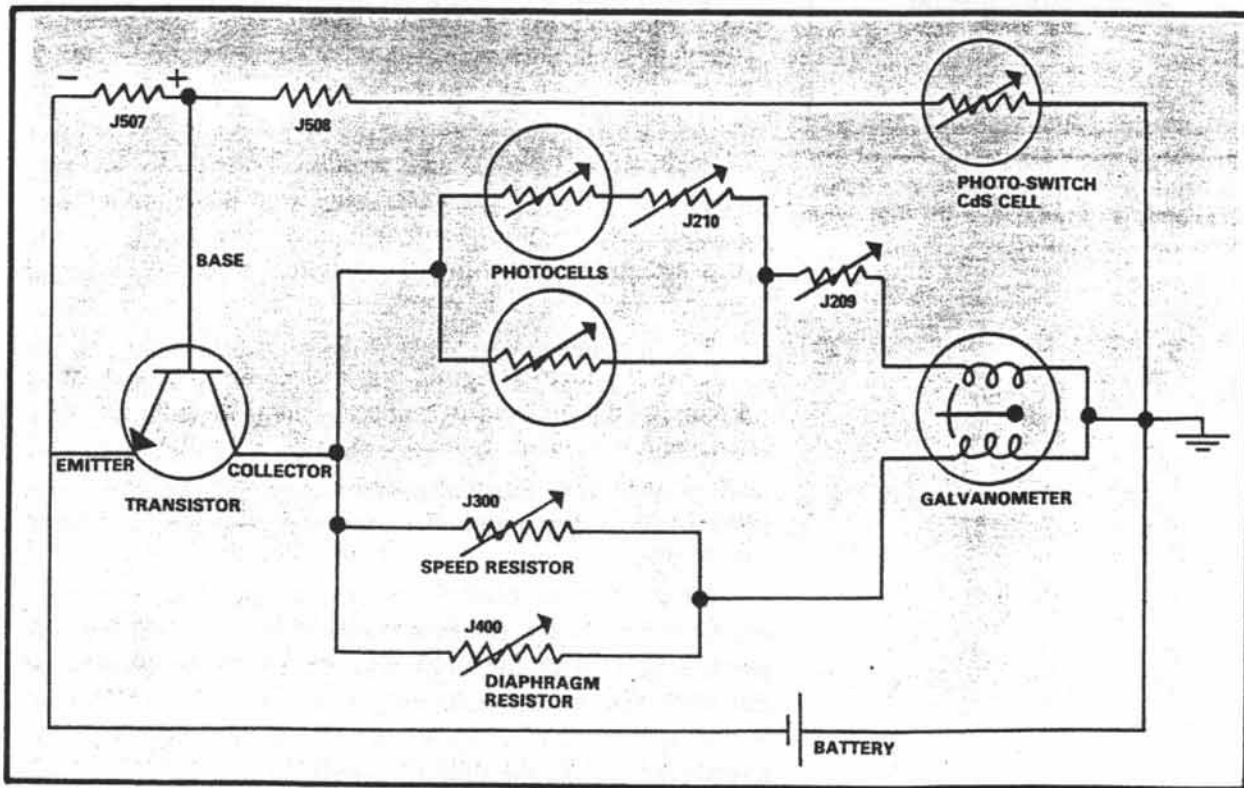 − +
J507
J508
PHOTO-SWITCH
CdS CELL
J210
PHOTOCELLS
BASE
J209
EMITTER
COLLECTOR
TRANSISTOR
GALVANOMETER
J300
SPEED RESISTOR
J400
DIAPHRAGM
RESISTOR
BATTERY